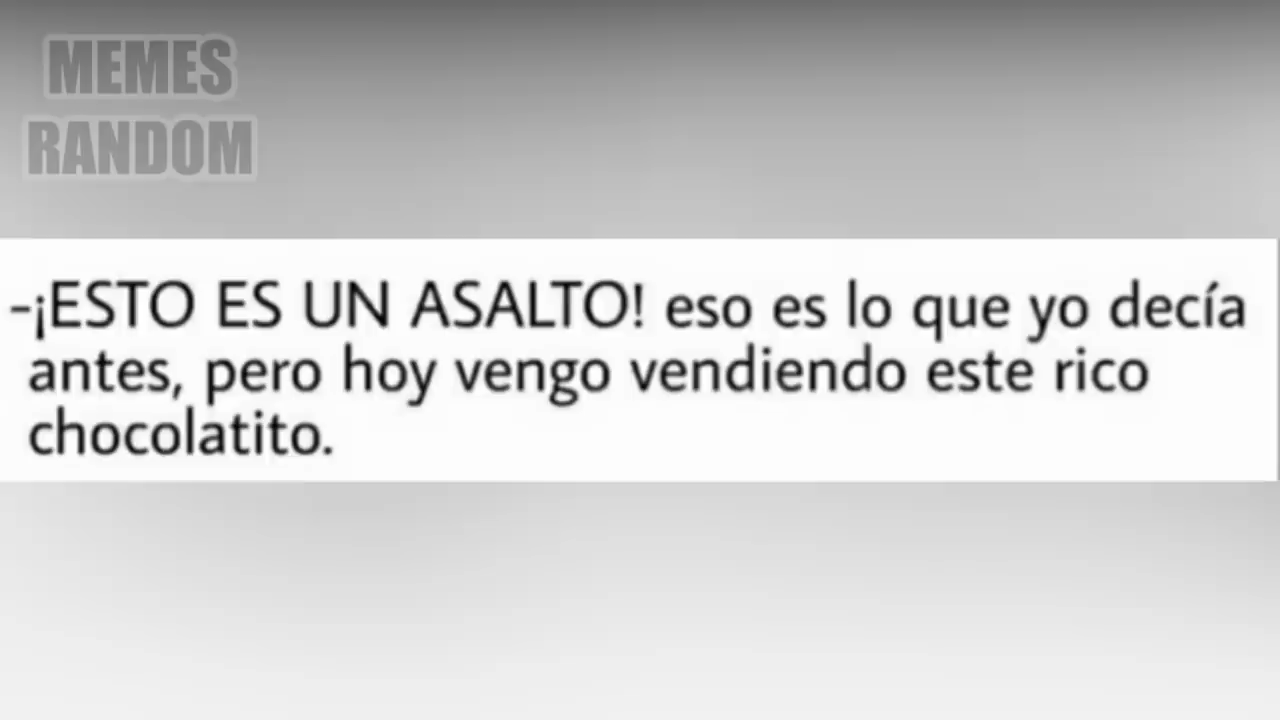 MEMES
RANDOM
-¡ESTO ES UN ASALTO! eso es lo que yo decía
antes, pero hoy vengo vendiendo este rico
chocolatito.